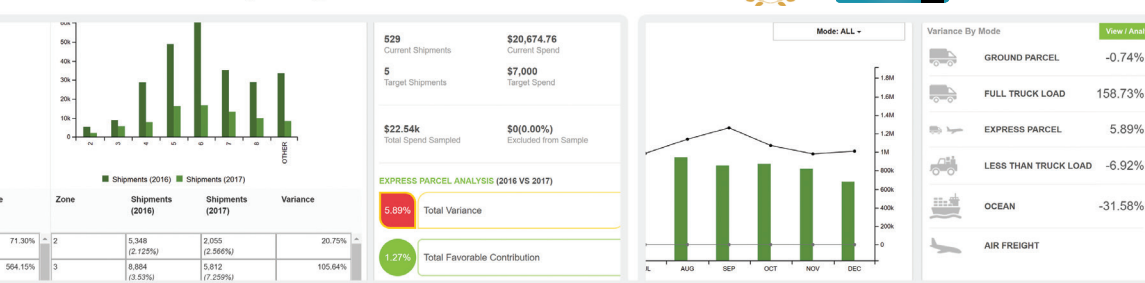 50k
40k
30k
20k
10k
0
2
3
4
5
6
7
8
OTHER
Shipments (2016) Shipments (2017)
Zone Shipments (2016) Shipments (2017) Variance
71.30% 2 5,348 (2.125%) 2,055 (2.566%) 20.75%
564.15% 3 8,884 (3.53%) 5,812 (7.259%) 105.64%
529 $20,674.76
Current Shipments Current Spend
5 $7,000
Target Shipments Target Spend
$22.54k $0(0.00%)
Total Spend Sampled Excluded from Sample
EXPRESS PARCEL ANALYSIS (2016 VS 2017)
5.89% Total Variance
1.27% Total Favorable Contribution
Mode: ALL
1.8M
1.6M
1.4M
1.2M
1M
800k
600k
400k
200k
0
AUG SEP OCT NOV DEC
Variance By Mode
GROUND PARCEL -0.74%
FULL TRUCK LOAD 158.73%
EXPRESS PARCEL 5.89%
LESS THAN TRUCK LOAD -6.92%
OCEAN -31.58%
AIR FREIGHT